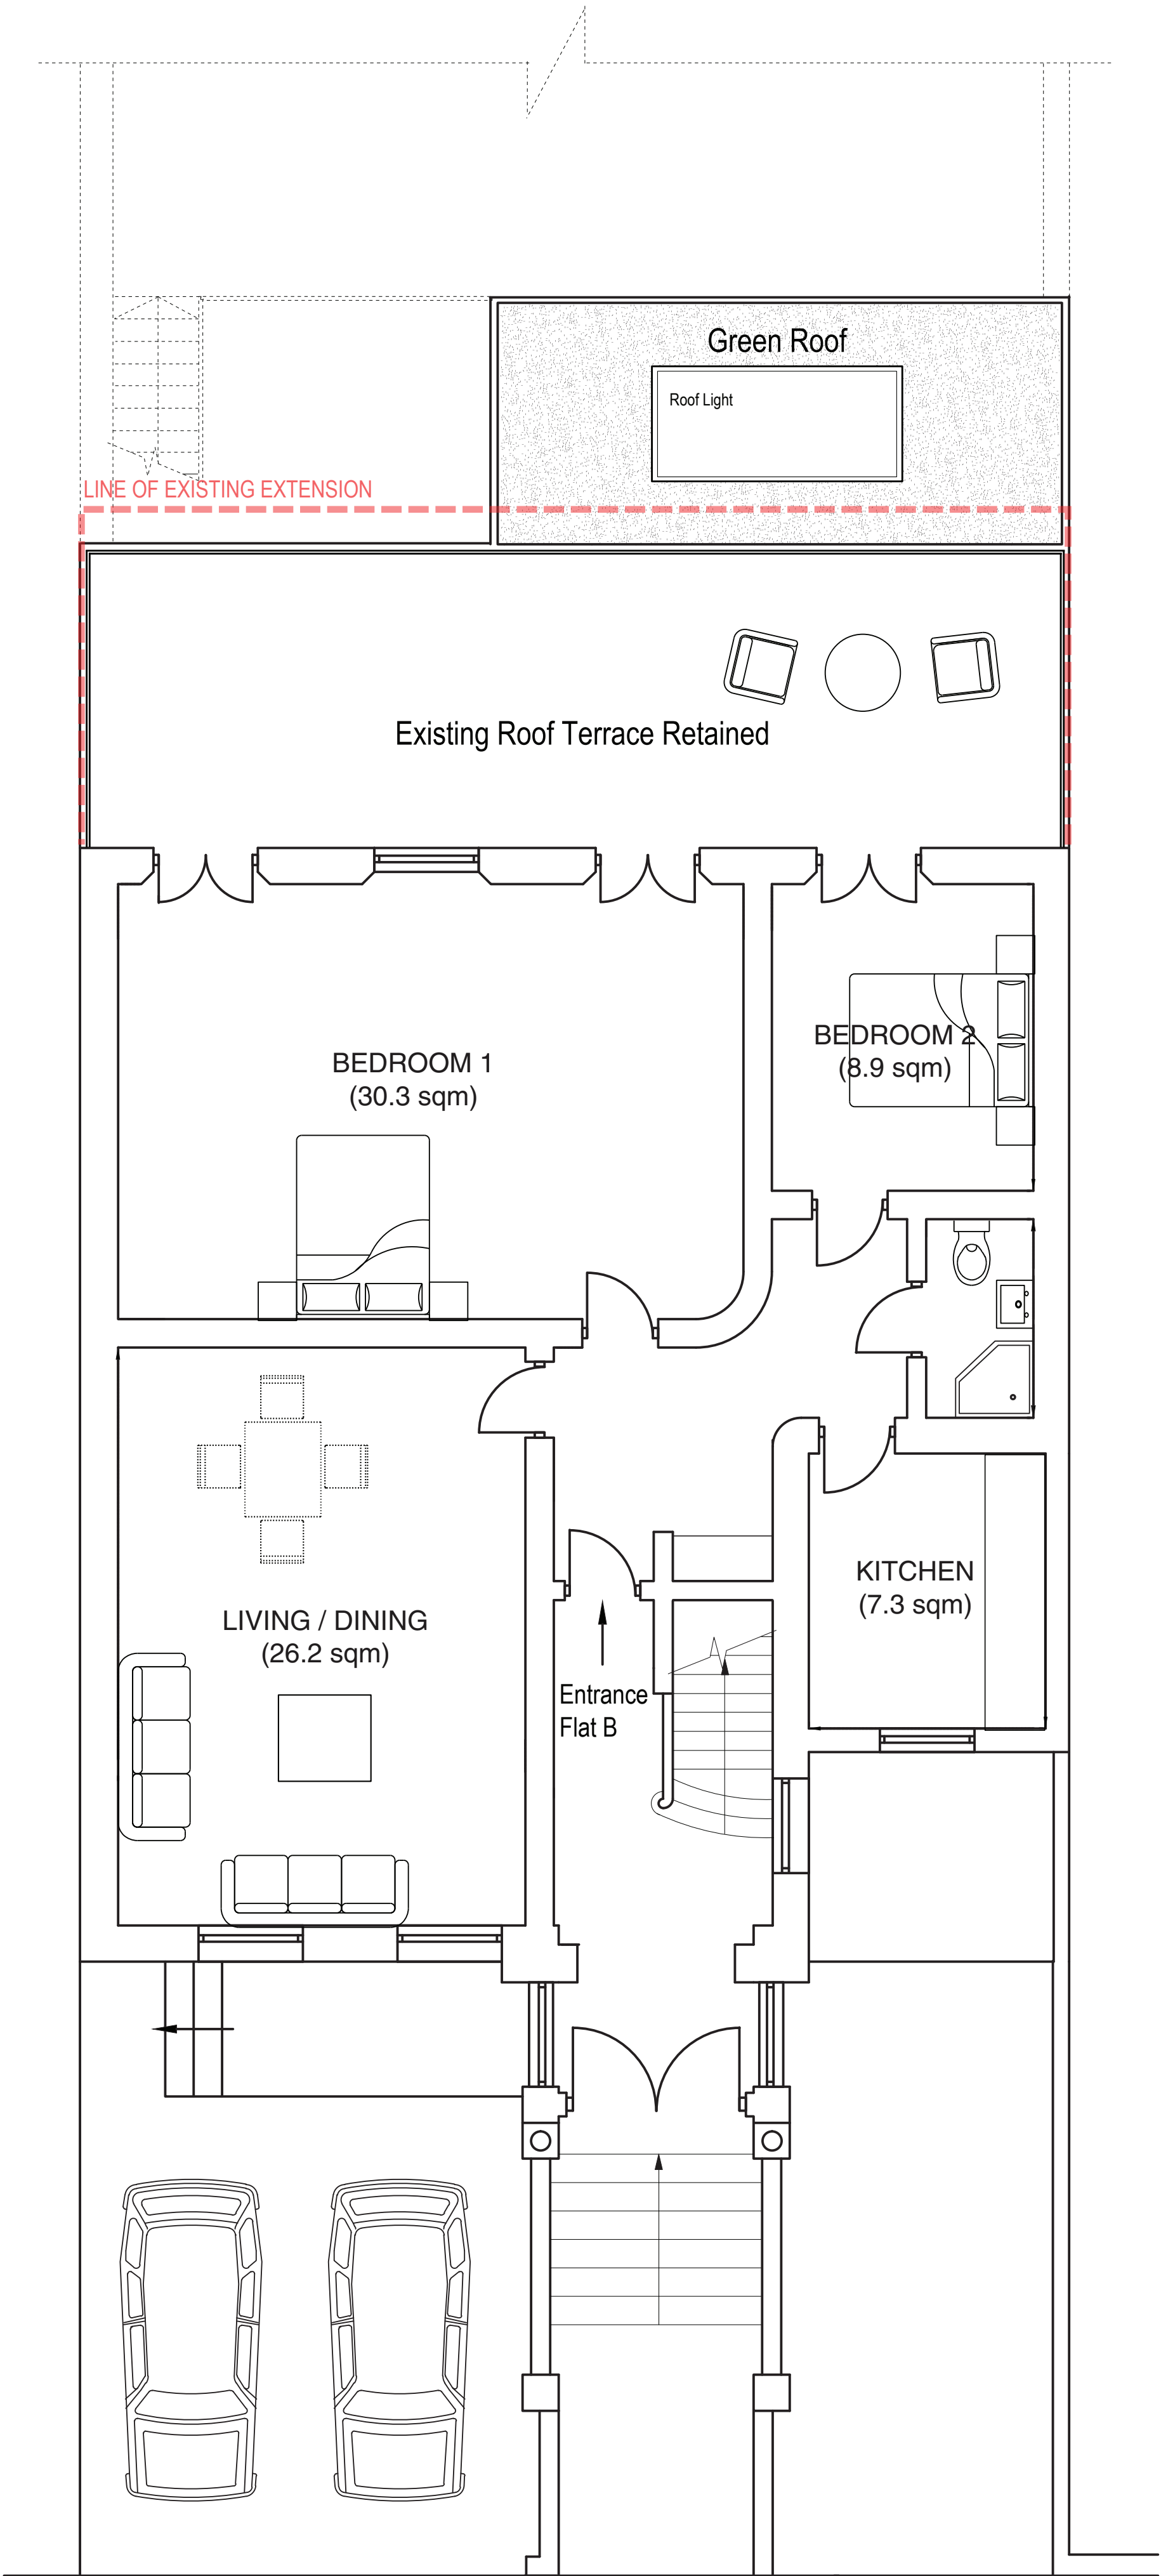 Green Roof
Roof Light
LINE OF EXISTING EXTENSION
Existing Roof Terrace Retained
BEDROOM 1
(30.3 sqm)
BEDROOM 2
(8.9 sqm)
KITCHEN
(7.3 sqm)
LIVING / DINING
(26.2 sqm)
Entrance
Flat B